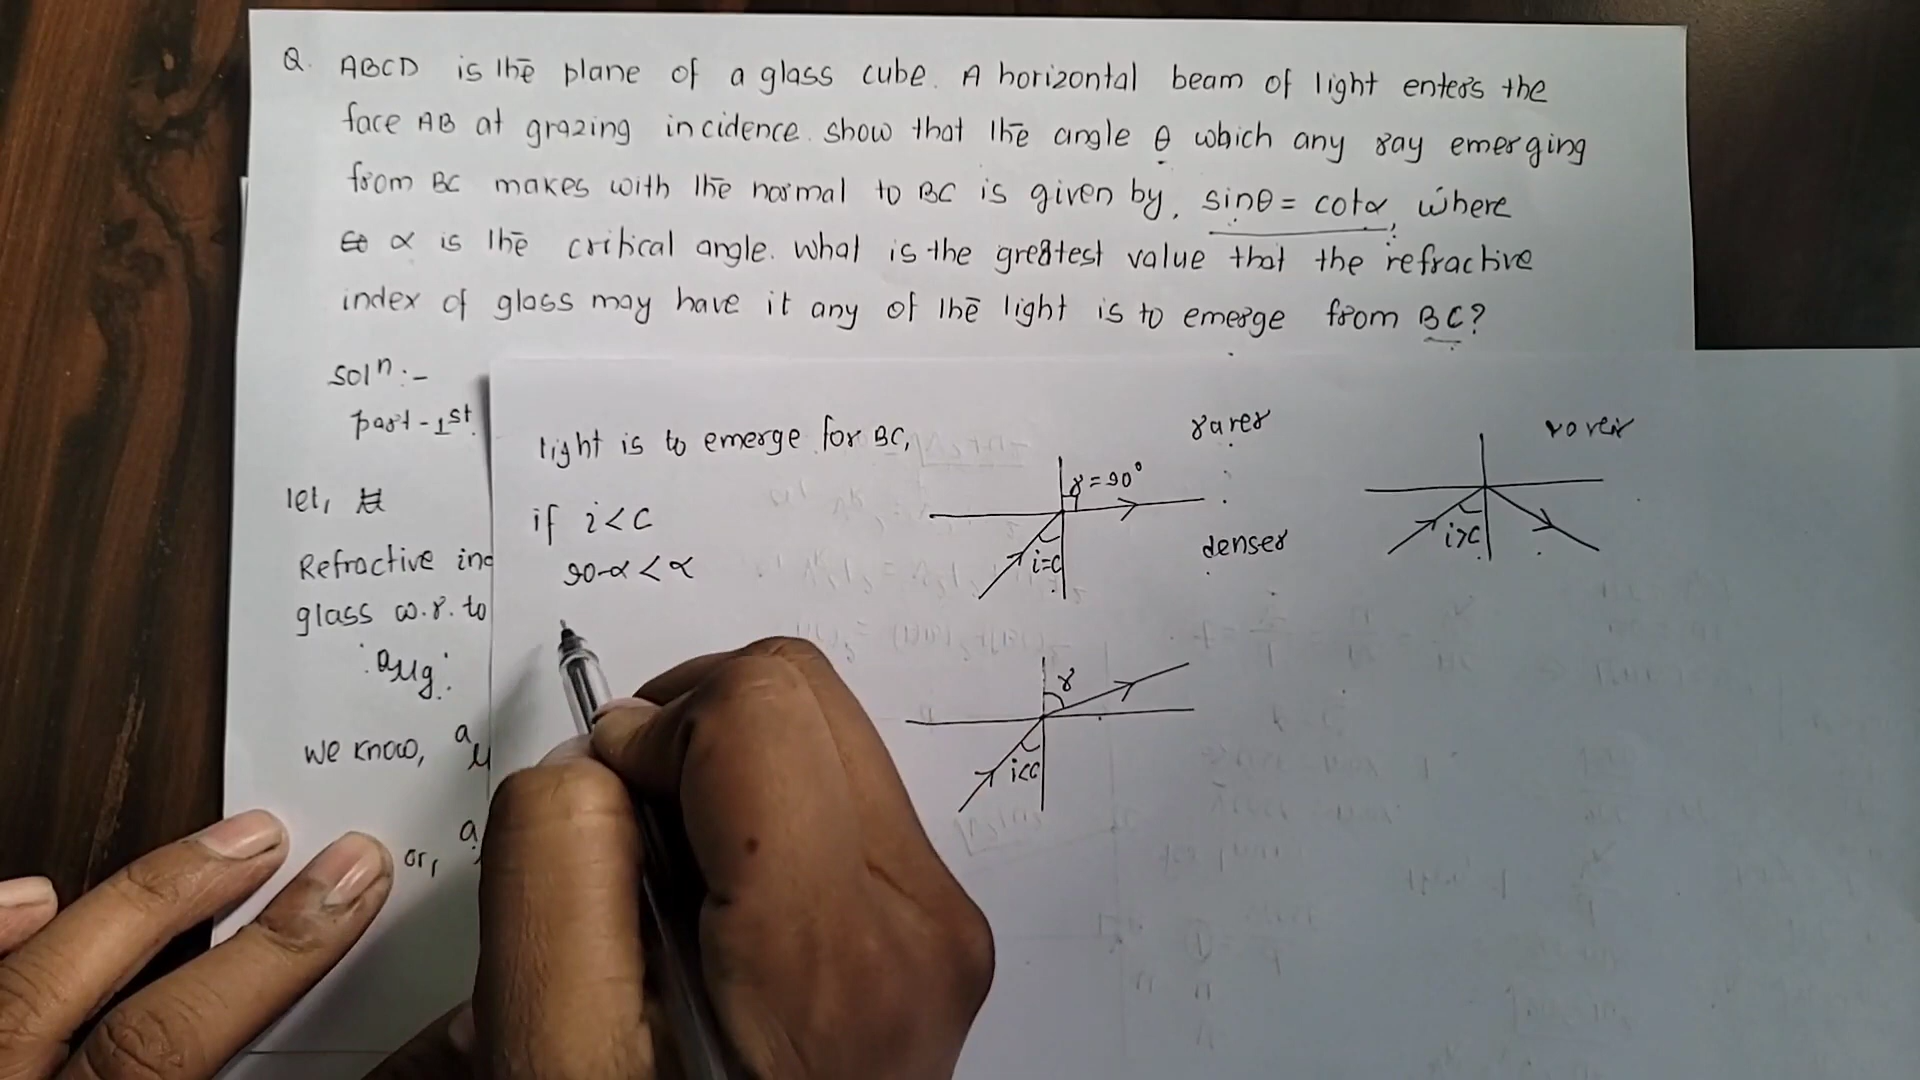 Q. ABCD is the plane of a glass cube. A horizontal beam of light enters the
face AB at grazing incidence. show that the angle θ which any ray emerging
from BC makes with the normal to BC is given by, sinθ = cotα, where
α is the critical angle. what is the greatest value that the refractive
index of glass may have it any of the light is to emerge from BC?
solⁿ :-
part - 1st
let,
Refractive ind
glass w.r. to
aμg
we know, aμ
or, a
light is to emerge for BC,
if i < C
90-α < α
rarer
r = 90°
i=C
denser
rarer
i>C
r
i<C